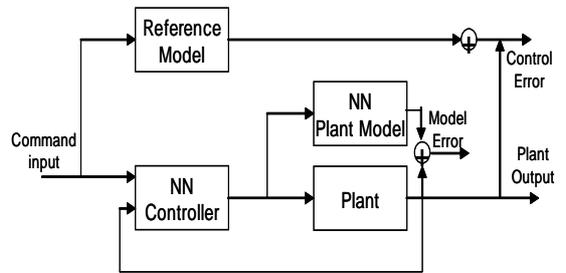 Reference
Model
Control
Error
NN
Plant Model
Model
Error
Command
input
NN
Controller
Plant
Plant
Output